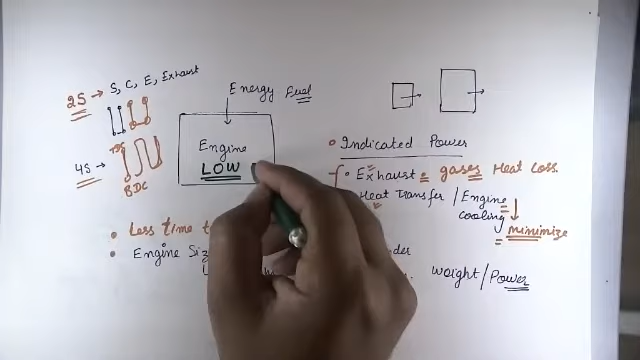 2S → S, C, E, Exhaust
Energy Fuel
Engine
LOW
TDC
4S →
BDC
• Indicated Power
• Exhaust = gases Heat Loss
Heat Transfer / Engine
cooling
minimize
• Less time
• Engine
weight / Power